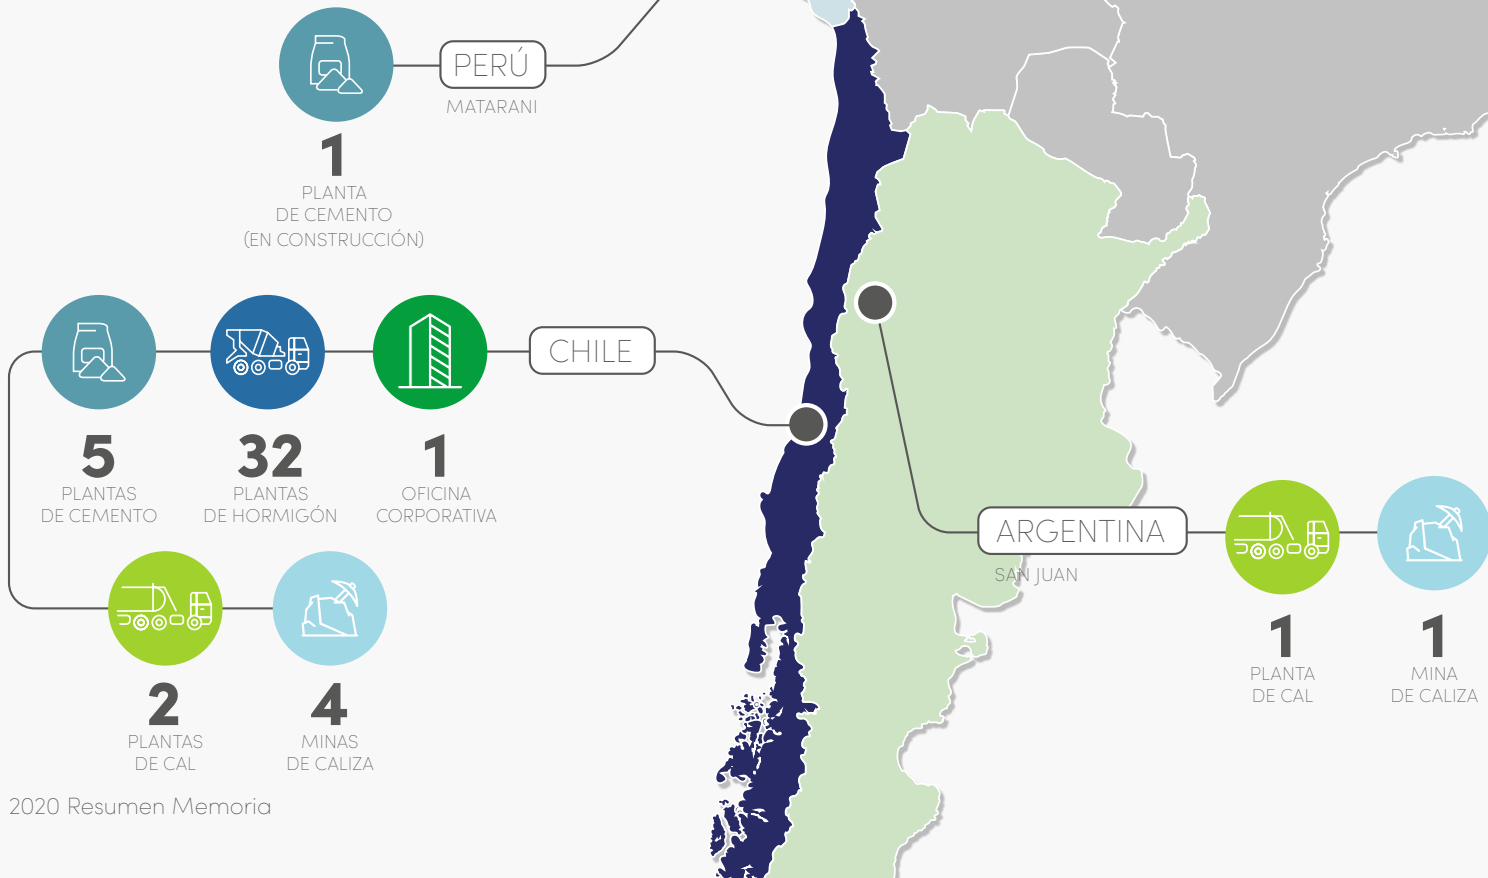 PERÚ
MATARANI
1
PLANTA
DE CEMENTO
(EN CONSTRUCCIÓN)
CHILE
5
PLANTAS
DE CEMENTO
32
PLANTAS
DE HORMIGÓN
1
OFICINA
CORPORATIVA
2
PLANTAS
DE CAL
4
MINAS
DE CALIZA
ARGENTINA
SAN JUAN
1
PLANTA
DE CAL
1
MINA
DE CALIZA
2020 Resumen Memoria